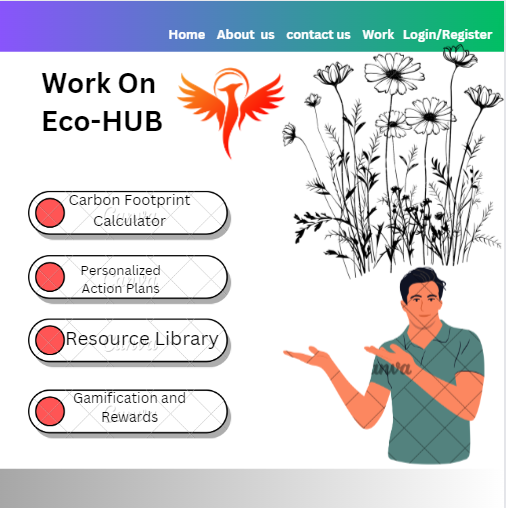 Home About us contact us Work Login/Register
Work On
Eco-HUB
Carbon Footprint
Calculator
Personalized
Action Plans
Resource Library
Gamification and
Rewards